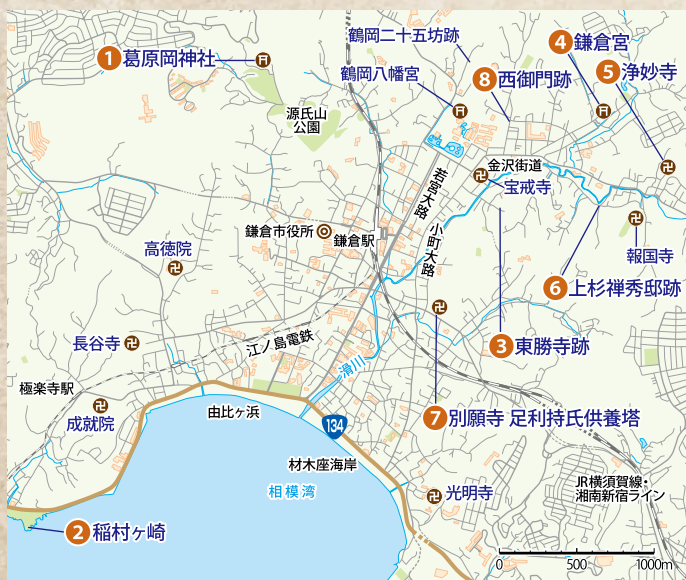 鶴岡二十五坊跡
4 鎌倉宮
1 葛原岡神社
鶴岡八幡宮
8 西御門跡
5 浄妙寺
源氏山
公園
金沢街道
宝戒寺
若宮大路
小町大路
鎌倉市役所
鎌倉駅
高徳院
報国寺
6 上杉禅秀邸跡
長谷寺
江ノ島電鉄
3 東勝寺跡
滑川
極楽寺駅
成就院
由比ヶ浜
134
7 別願寺 足利持氏供養塔
材木座海岸
相模湾
光明寺
JR横須賀線・
湘南新宿ライン
2 稲村ヶ崎
0 500 1000m